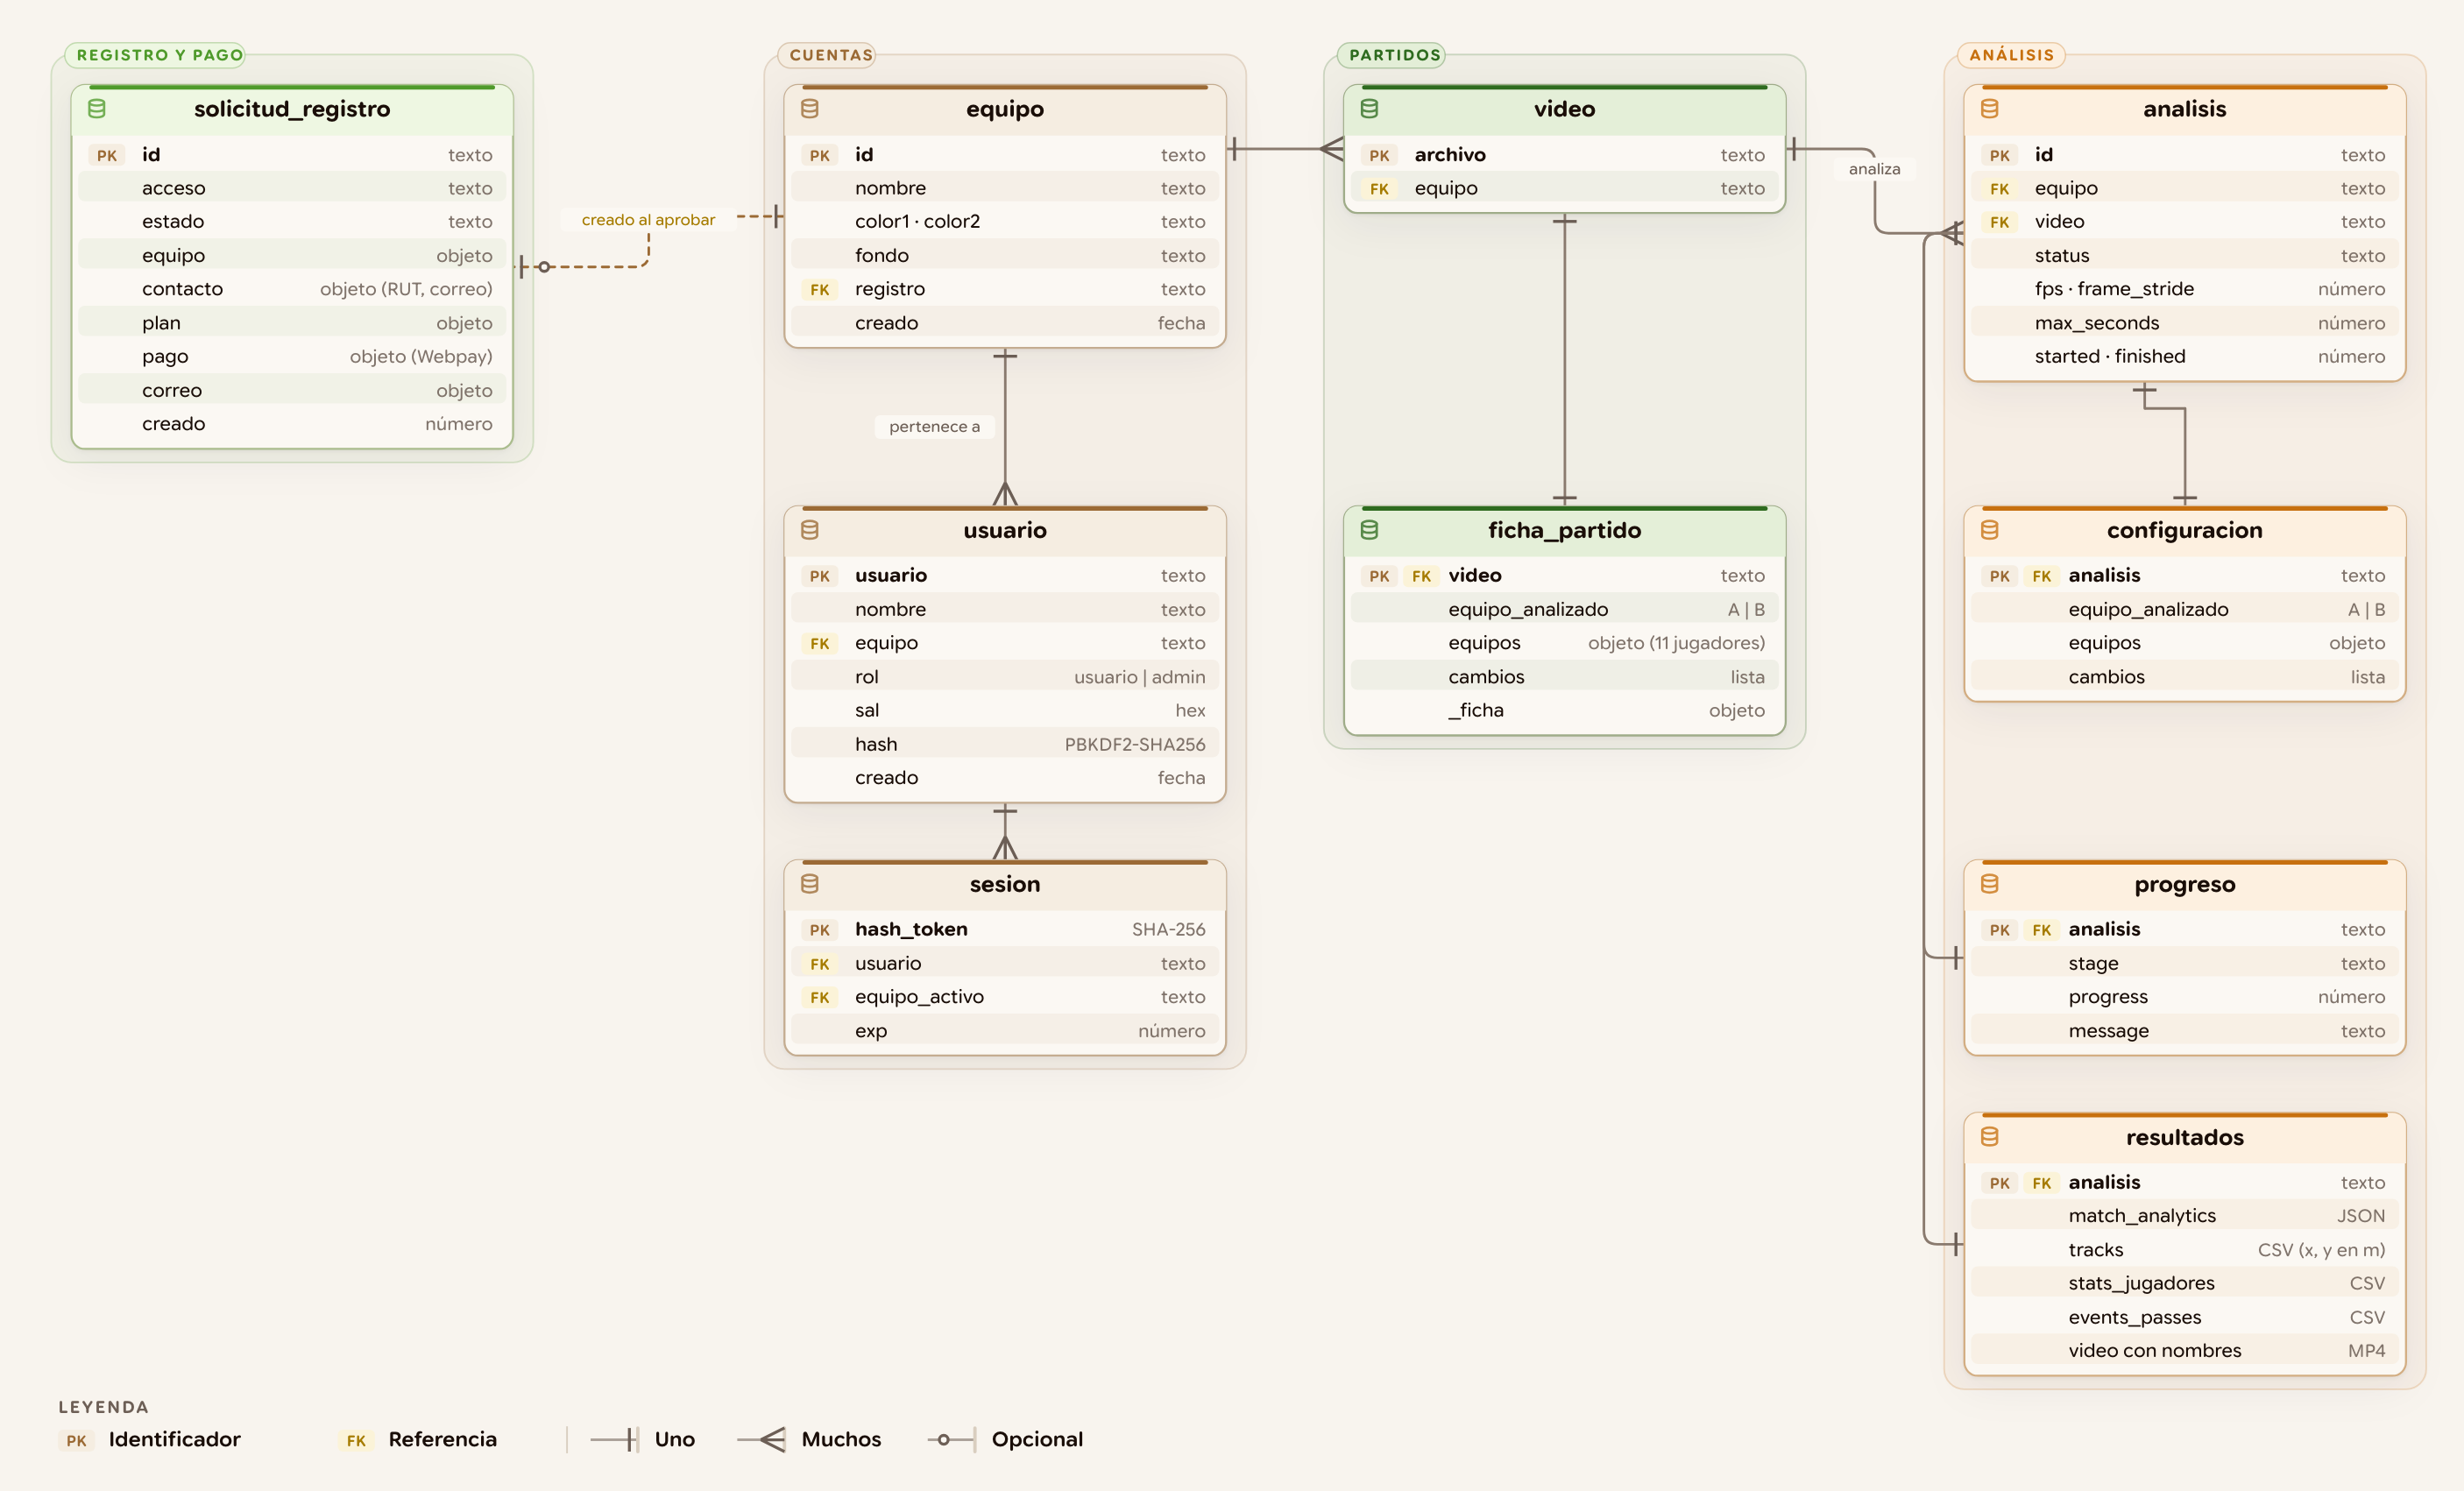 REGISTRO Y PAGO
solicitud_registro
PK id texto
acceso texto
estado texto
equipo objeto
contacto objeto (RUT, correo)
plan objeto
pago objeto (Webpay)
correo objeto
creado número
creado al aprobar
CUENTAS
equipo
PK id texto
nombre texto
color1 · color2 texto
fondo texto
FK registro texto
creado fecha
pertenece a
usuario
PK usuario texto
nombre texto
FK equipo texto
rol usuario | admin
sal hex
hash PBKDF2-SHA256
creado fecha
sesion
PK hash_token SHA-256
FK usuario texto
FK equipo_activo texto
exp número
PARTIDOS
video
PK archivo texto
FK equipo texto
ficha_partido
PK FK video texto
equipo_analizado A | B
equipos objeto (11 jugadores)
cambios lista
_ficha objeto
analiza
ANÁLISIS
analisis
PK id texto
FK equipo texto
FK video texto
status texto
fps · frame_stride número
max_seconds número
started · finished número
configuracion
PK FK analisis texto
equipo_analizado A | B
equipos objeto
cambios lista
progreso
PK FK analisis texto
stage texto
progress número
message texto
resultados
PK FK analisis texto
match_analytics JSON
tracks CSV (x, y en m)
stats_jugadores CSV
events_passes CSV
video con nombres MP4
LEYENDA
PK Identificador FK Referencia Uno Muchos Opcional